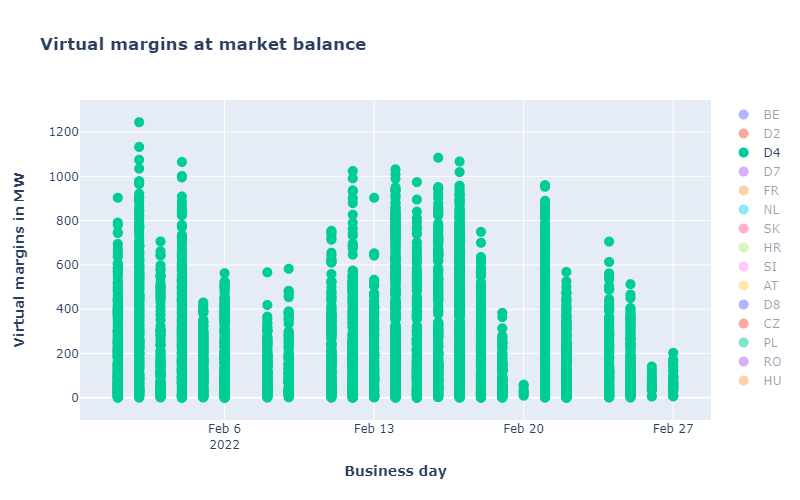 Virtual margins at market balance
Virtual margins in MW
1200
1000
800
600
400
200
0
Feb 6
2022
Feb 13
Feb 20
Feb 27
Business day
BE
D2
D4
D7
FR
NL
SK
HR
SI
AT
D8
CZ
PL
RO
HU